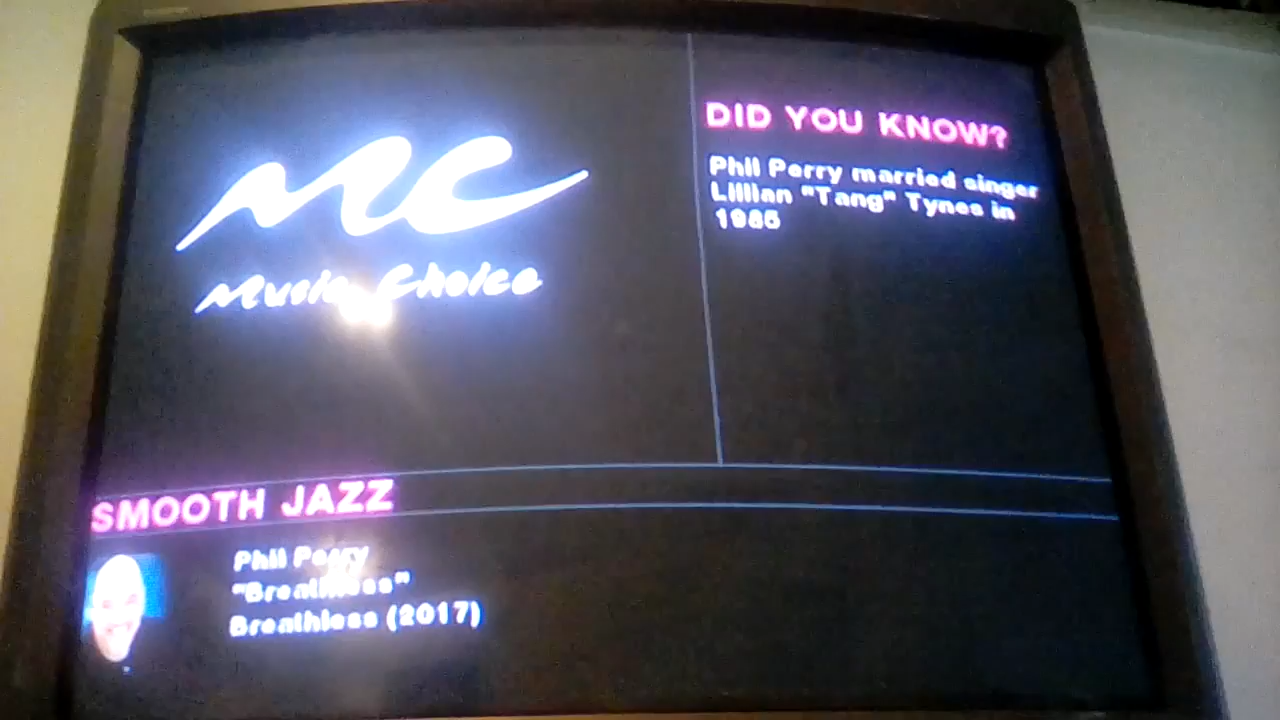 MC
Music Choice
DID YOU KNOW?
Phil Perry married singer
Lillian "Tang" Tynes in
1985
SMOOTH JAZZ
Phil Perry
"Breathless"
Breathless (2017)